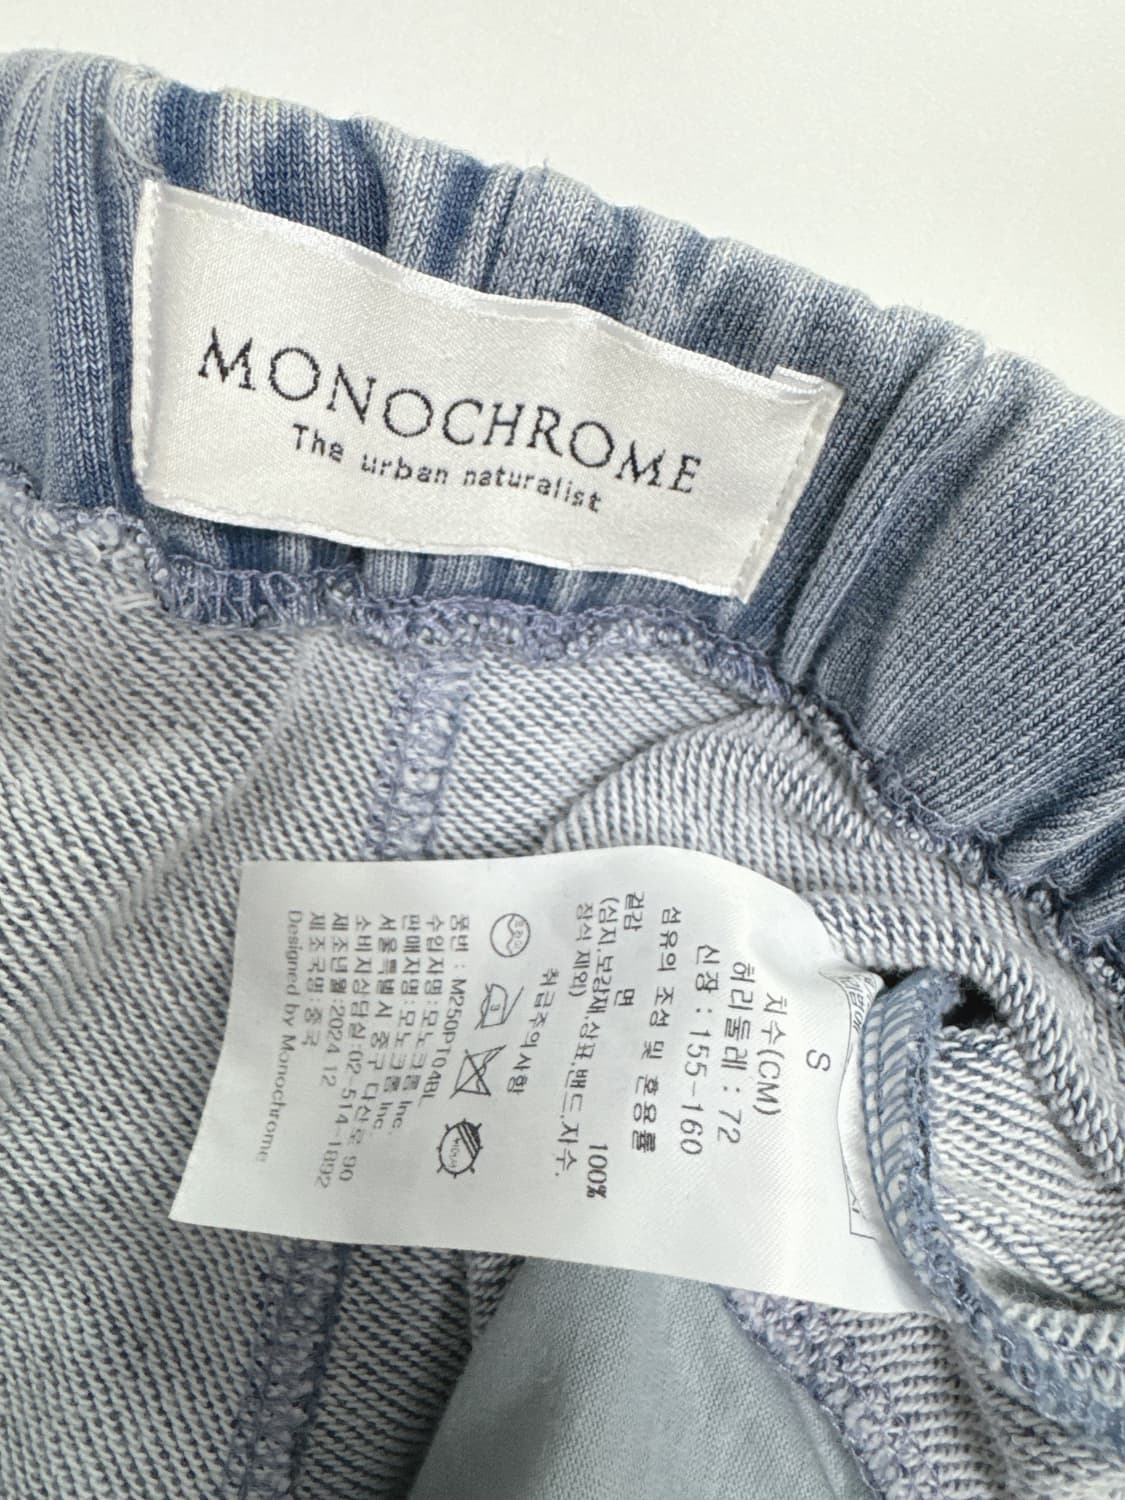 MONOCHROME
The urban naturalist
S
치수(CM)
허리둘레 : 72
신장 : 155-160
섬유의 조성 및 혼용률
겉감 면 100%
(심지,보강재,상표,밴드,자수,
장식 제외)
취급주의사항
품번 : M250PT04BL
수입자명 : 모노크롬 Inc.
판매자명 : 모노크롬 Inc.
서울특별시 중구 다산로 90
소비자상담실:02-514-1892
제조년월:2024.12
제조국명:중국
Designed by Monochrome